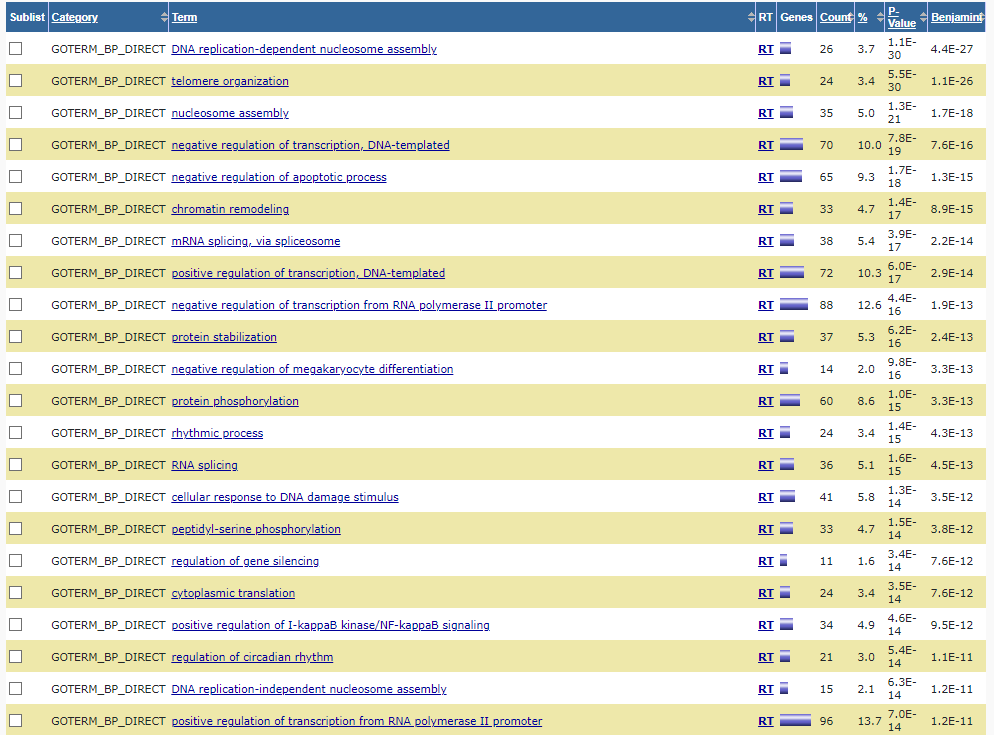 Sublist Category Term RT Genes Count % P-Value Benjamini
GOTERM_BP_DIRECT DNA replication-dependent nucleosome assembly RT 26 3.7 1.1E-30 4.4E-27
GOTERM_BP_DIRECT telomere organization RT 24 3.4 5.5E-30 1.1E-26
GOTERM_BP_DIRECT nucleosome assembly RT 35 5.0 1.3E-21 1.7E-18
GOTERM_BP_DIRECT negative regulation of transcription, DNA-templated RT 70 10.0 7.8E-19 7.6E-16
GOTERM_BP_DIRECT negative regulation of apoptotic process RT 65 9.3 1.7E-18 1.3E-15
GOTERM_BP_DIRECT chromatin remodeling RT 33 4.7 1.4E-17 8.9E-15
GOTERM_BP_DIRECT mRNA splicing, via spliceosome RT 38 5.4 3.9E-17 2.2E-14
GOTERM_BP_DIRECT positive regulation of transcription, DNA-templated RT 72 10.3 6.0E-17 2.9E-14
GOTERM_BP_DIRECT negative regulation of transcription from RNA polymerase II promoter RT 88 12.6 4.4E-16 1.9E-13
GOTERM_BP_DIRECT protein stabilization RT 37 5.3 6.2E-16 2.4E-13
GOTERM_BP_DIRECT negative regulation of megakaryocyte differentiation RT 14 2.0 9.8E-16 3.3E-13
GOTERM_BP_DIRECT protein phosphorylation RT 60 8.6 1.0E-15 3.3E-13
GOTERM_BP_DIRECT rhythmic process RT 24 3.4 1.4E-15 4.3E-13
GOTERM_BP_DIRECT RNA splicing RT 36 5.1 1.6E-15 4.5E-13
GOTERM_BP_DIRECT cellular response to DNA damage stimulus RT 41 5.8 1.3E-14 3.5E-12
GOTERM_BP_DIRECT peptidyl-serine phosphorylation RT 33 4.7 1.5E-14 3.8E-12
GOTERM_BP_DIRECT regulation of gene silencing RT 11 1.6 3.4E-14 7.6E-12
GOTERM_BP_DIRECT cytoplasmic translation RT 24 3.4 3.5E-14 7.6E-12
GOTERM_BP_DIRECT positive regulation of I-kappaB kinase/NF-kappaB signaling RT 34 4.9 4.6E-14 9.5E-12
GOTERM_BP_DIRECT regulation of circadian rhythm RT 21 3.0 5.4E-14 1.1E-11
GOTERM_BP_DIRECT DNA replication-independent nucleosome assembly RT 15 2.1 6.3E-14 1.2E-11
GOTERM_BP_DIRECT positive regulation of transcription from RNA polymerase II promoter RT 96 13.7 7.0E-14 1.2E-11